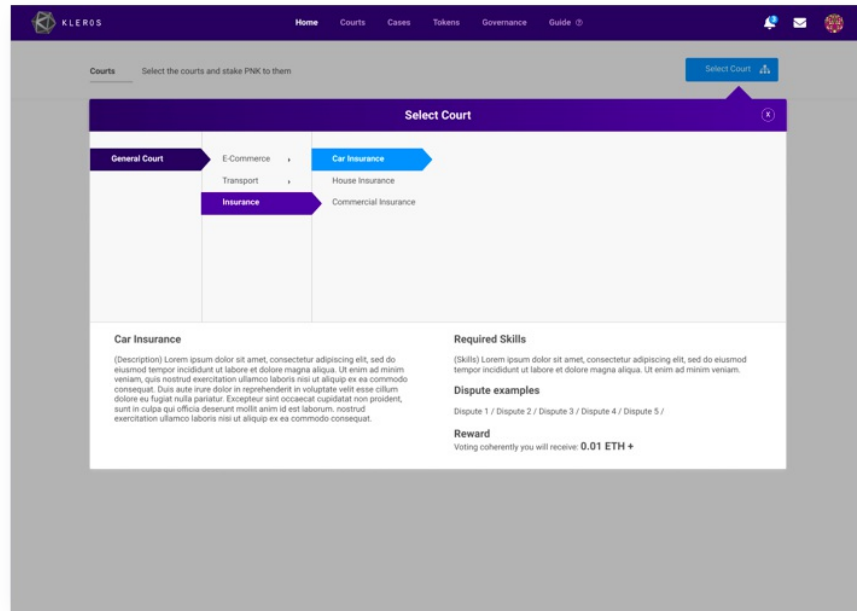 KLEROS
Home Courts Cases Tokens Governance Guide
3
Courts Select the courts and stake PNK to them
Select Court
Select Court
X
General Court E-Commerce Car Insurance
Transport House Insurance
Insurance Commercial Insurance
Car Insurance
(Description) Lorem ipsum dolor sit amet, consectetur adipiscing elit, sed do
eiusmod tempor incididunt ut labore et dolore magna aliqua. Ut enim ad minim
veniam, quis nostrud exercitation ullamco laboris nisi ut aliquip ex ea commodo
consequat. Duis aute irure dolor in reprehenderit in voluptate velit esse cillum
dolore eu fugiat nulla pariatur. Excepteur sint occaecat cupidatat non proident,
sunt in culpa qui officia deserunt mollit anim id est laborum. nostrud
exercitation ullamco laboris nisi ut aliquip ex ea commodo consequat.
Required Skills
(Skills) Lorem ipsum dolor sit amet, consectetur adipiscing elit, sed do eiusmod
tempor incididunt ut labore et dolore magna aliqua. Ut enim ad minim veniam.
Dispute examples
Dispute 1 / Dispute 2 / Dispute 3 / Dispute 4 / Dispute 5 /
Reward
Voting coherently you will receive: 0.01 ETH +